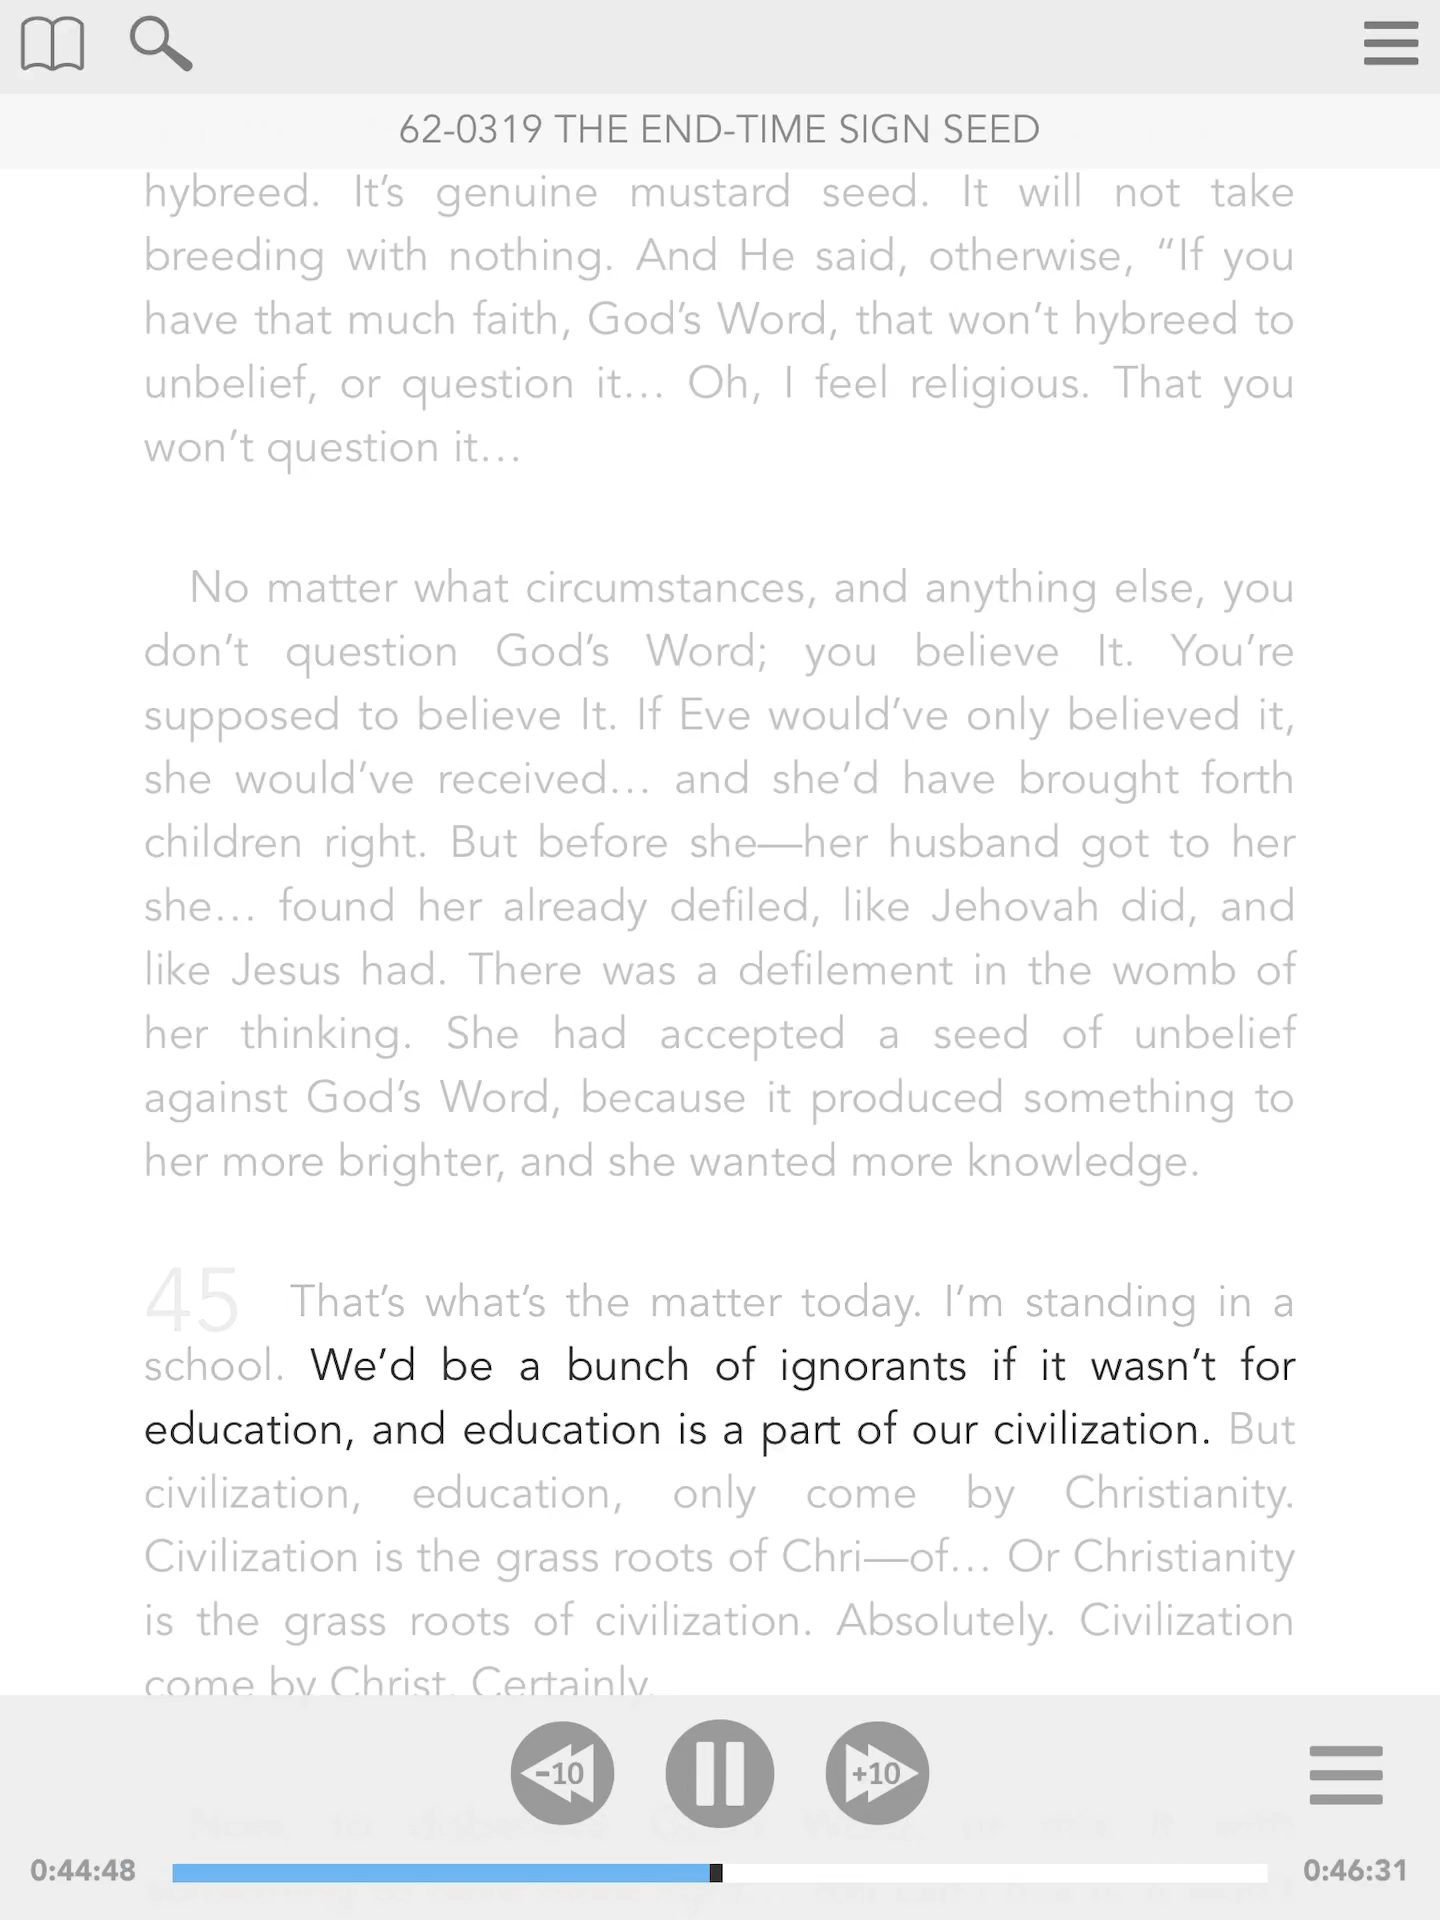 62-0319 THE END-TIME SIGN SEED
hybreed. It’s genuine mustard seed. It will not take
breeding with nothing. And He said, otherwise, “If you
have that much faith, God’s Word, that won’t hybreed to
unbelief, or question it… Oh, I feel religious. That you
won’t question it…
No matter what circumstances, and anything else, you
don’t question God’s Word; you believe It. You’re
supposed to believe It. If Eve would’ve only believed it,
she would’ve received… and she’d have brought forth
children right. But before she—her husband got to her
she… found her already defiled, like Jehovah did, and
like Jesus had. There was a defilement in the womb of
her thinking. She had accepted a seed of unbelief
against God’s Word, because it produced something to
her more brighter, and she wanted more knowledge.
45 That’s what’s the matter today. I’m standing in a
school. We’d be a bunch of ignorants if it wasn’t for
education, and education is a part of our civilization. But
civilization, education, only come by Christianity.
Civilization is the grass roots of Chri—of… Or Christianity
is the grass roots of civilization. Absolutely. Civilization
come by Christ. Certainly.
-10 +10
0:44:48 0:46:31